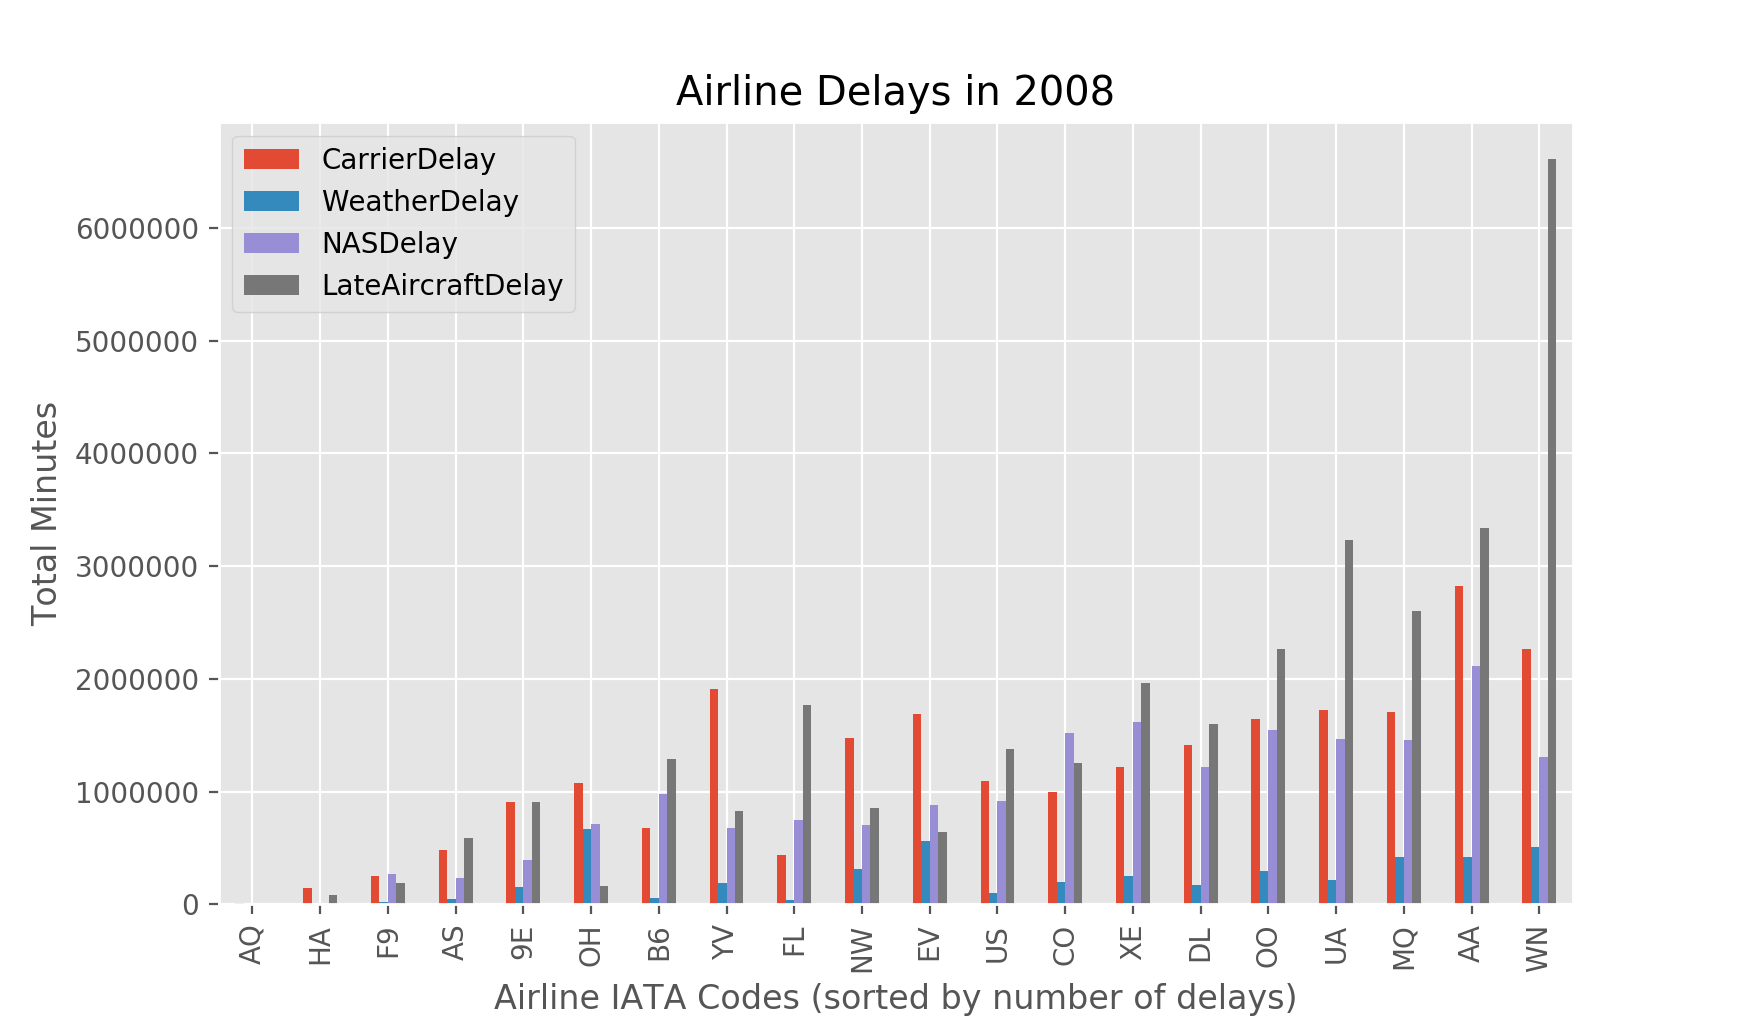 Airline Delays in 2008
CarrierDelay
WeatherDelay
NASDelay
LateAircraftDelay
Total Minutes
6000000
5000000
4000000
3000000
2000000
1000000
0
AQ
HA
F9
AS
9E
OH
B6
YV
FL
NW
EV
US
CO
XE
DL
OO
UA
MQ
AA
WN
Airline IATA Codes (sorted by number of delays)